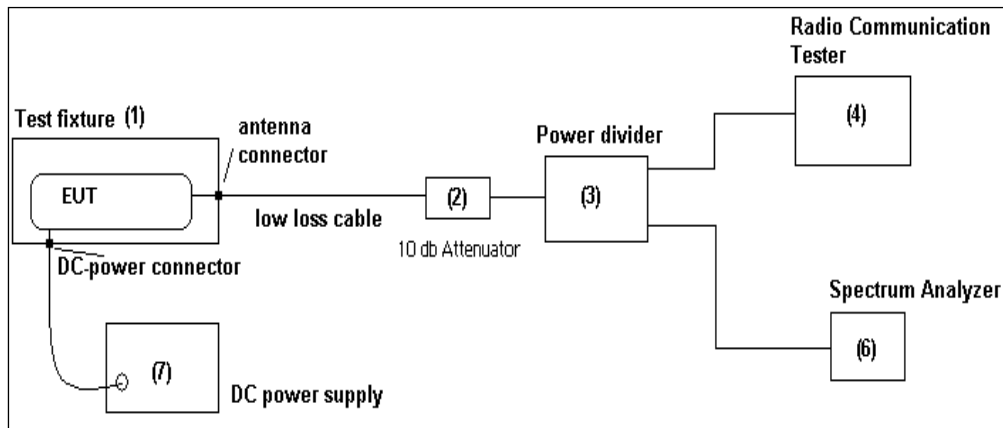 Radio Communication
Tester
(4)
Test fixture (1)
antenna
connector
Power divider
EUT
(2)
(3)
low loss cable
10 db Attenuator
DC-power connector
Spectrum Analyzer
(6)
(7)
DC power supply